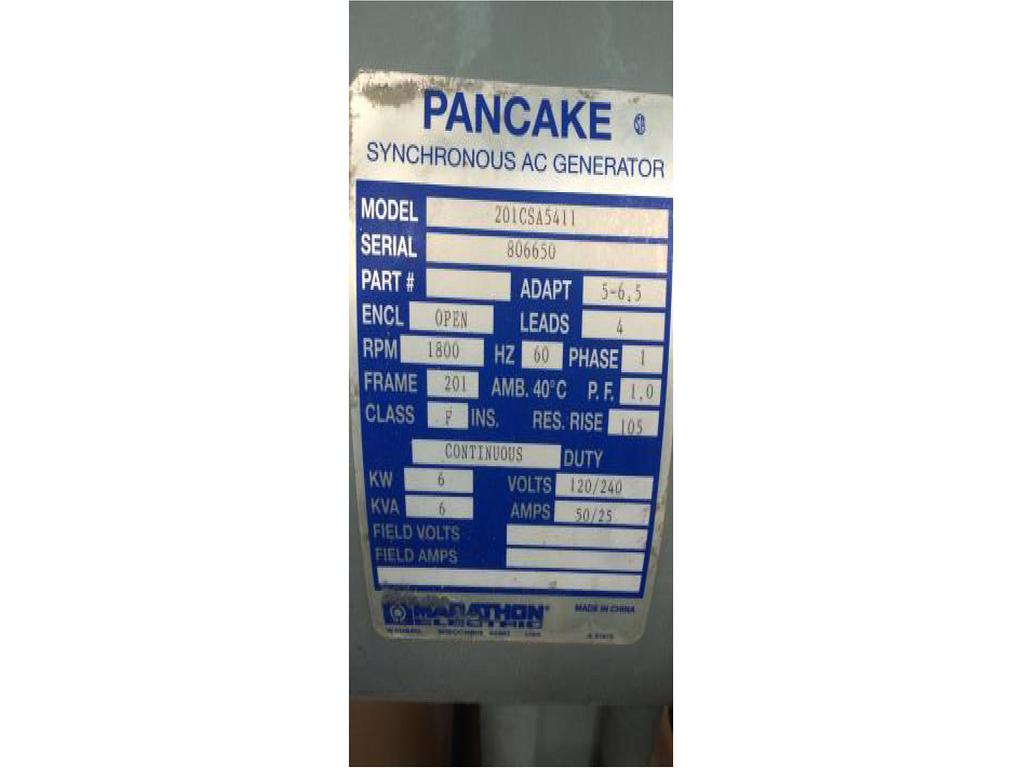 PANCAKE
SYNCHRONOUS AC GENERATOR
MODEL 201CSA5411
SERIAL 806650
PART # ADAPT 5-6.5
ENCL OPEN LEADS 4
RPM 1800 HZ 60 PHASE 1
FRAME 201 AMB. 40°C P.F. 1.0
CLASS F INS. RES. RISE 105
CONTINUOUS DUTY
KW 6 VOLTS 120/240
KVA 6 AMPS 50/25
FIELD VOLTS
FIELD AMPS
MARATHON® MADE IN CHINA
ELECTRIC
WISCONSIN USA